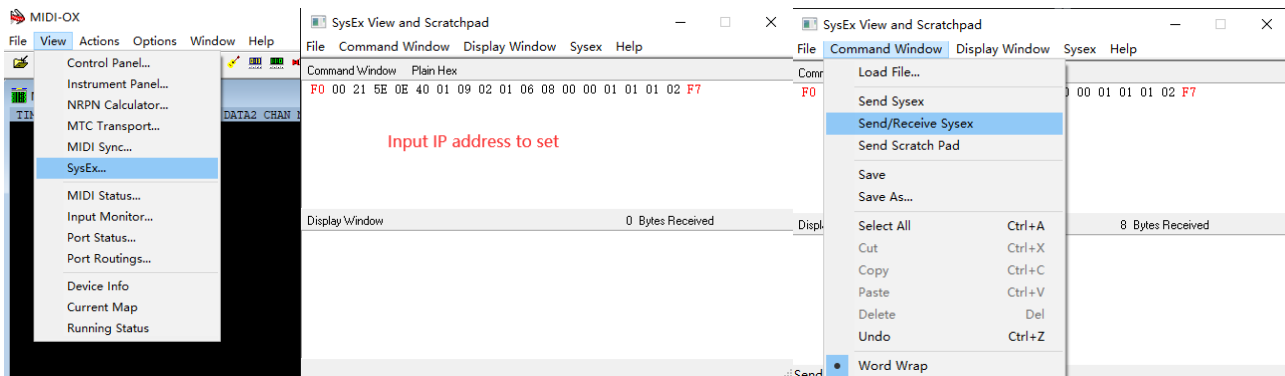 MIDI-OX
File View Actions Options Window Help
Control Panel...
Instrument Panel...
NRPN Calculator...
MTC Transport...
MIDI Sync...
SysEx...
MIDI Status...
Input Monitor...
Port Status...
Port Routings...
Device Info
Current Map
Running Status
DATA2 CHAN
SysEx View and Scratchpad
File Command Window Display Window Sysex Help
Command Window Plain Hex
F0 00 21 5E 0E 40 01 09 02 01 06 08 00 00 01 01 01 02 F7
Input IP address to set
Display Window 0 Bytes Received
SysEx View and Scratchpad
File Command Window Display Window Sysex Help
F0
00 01 01 01 02 F7
Load File...
Send Sysex
Send/Receive Sysex
Send Scratch Pad
Save
Save As...
Select All Ctrl+A
Cut Ctrl+X
Copy Ctrl+C
Paste Ctrl+V
Delete Del
Undo Ctrl+Z
Word Wrap
8 Bytes Received
Send